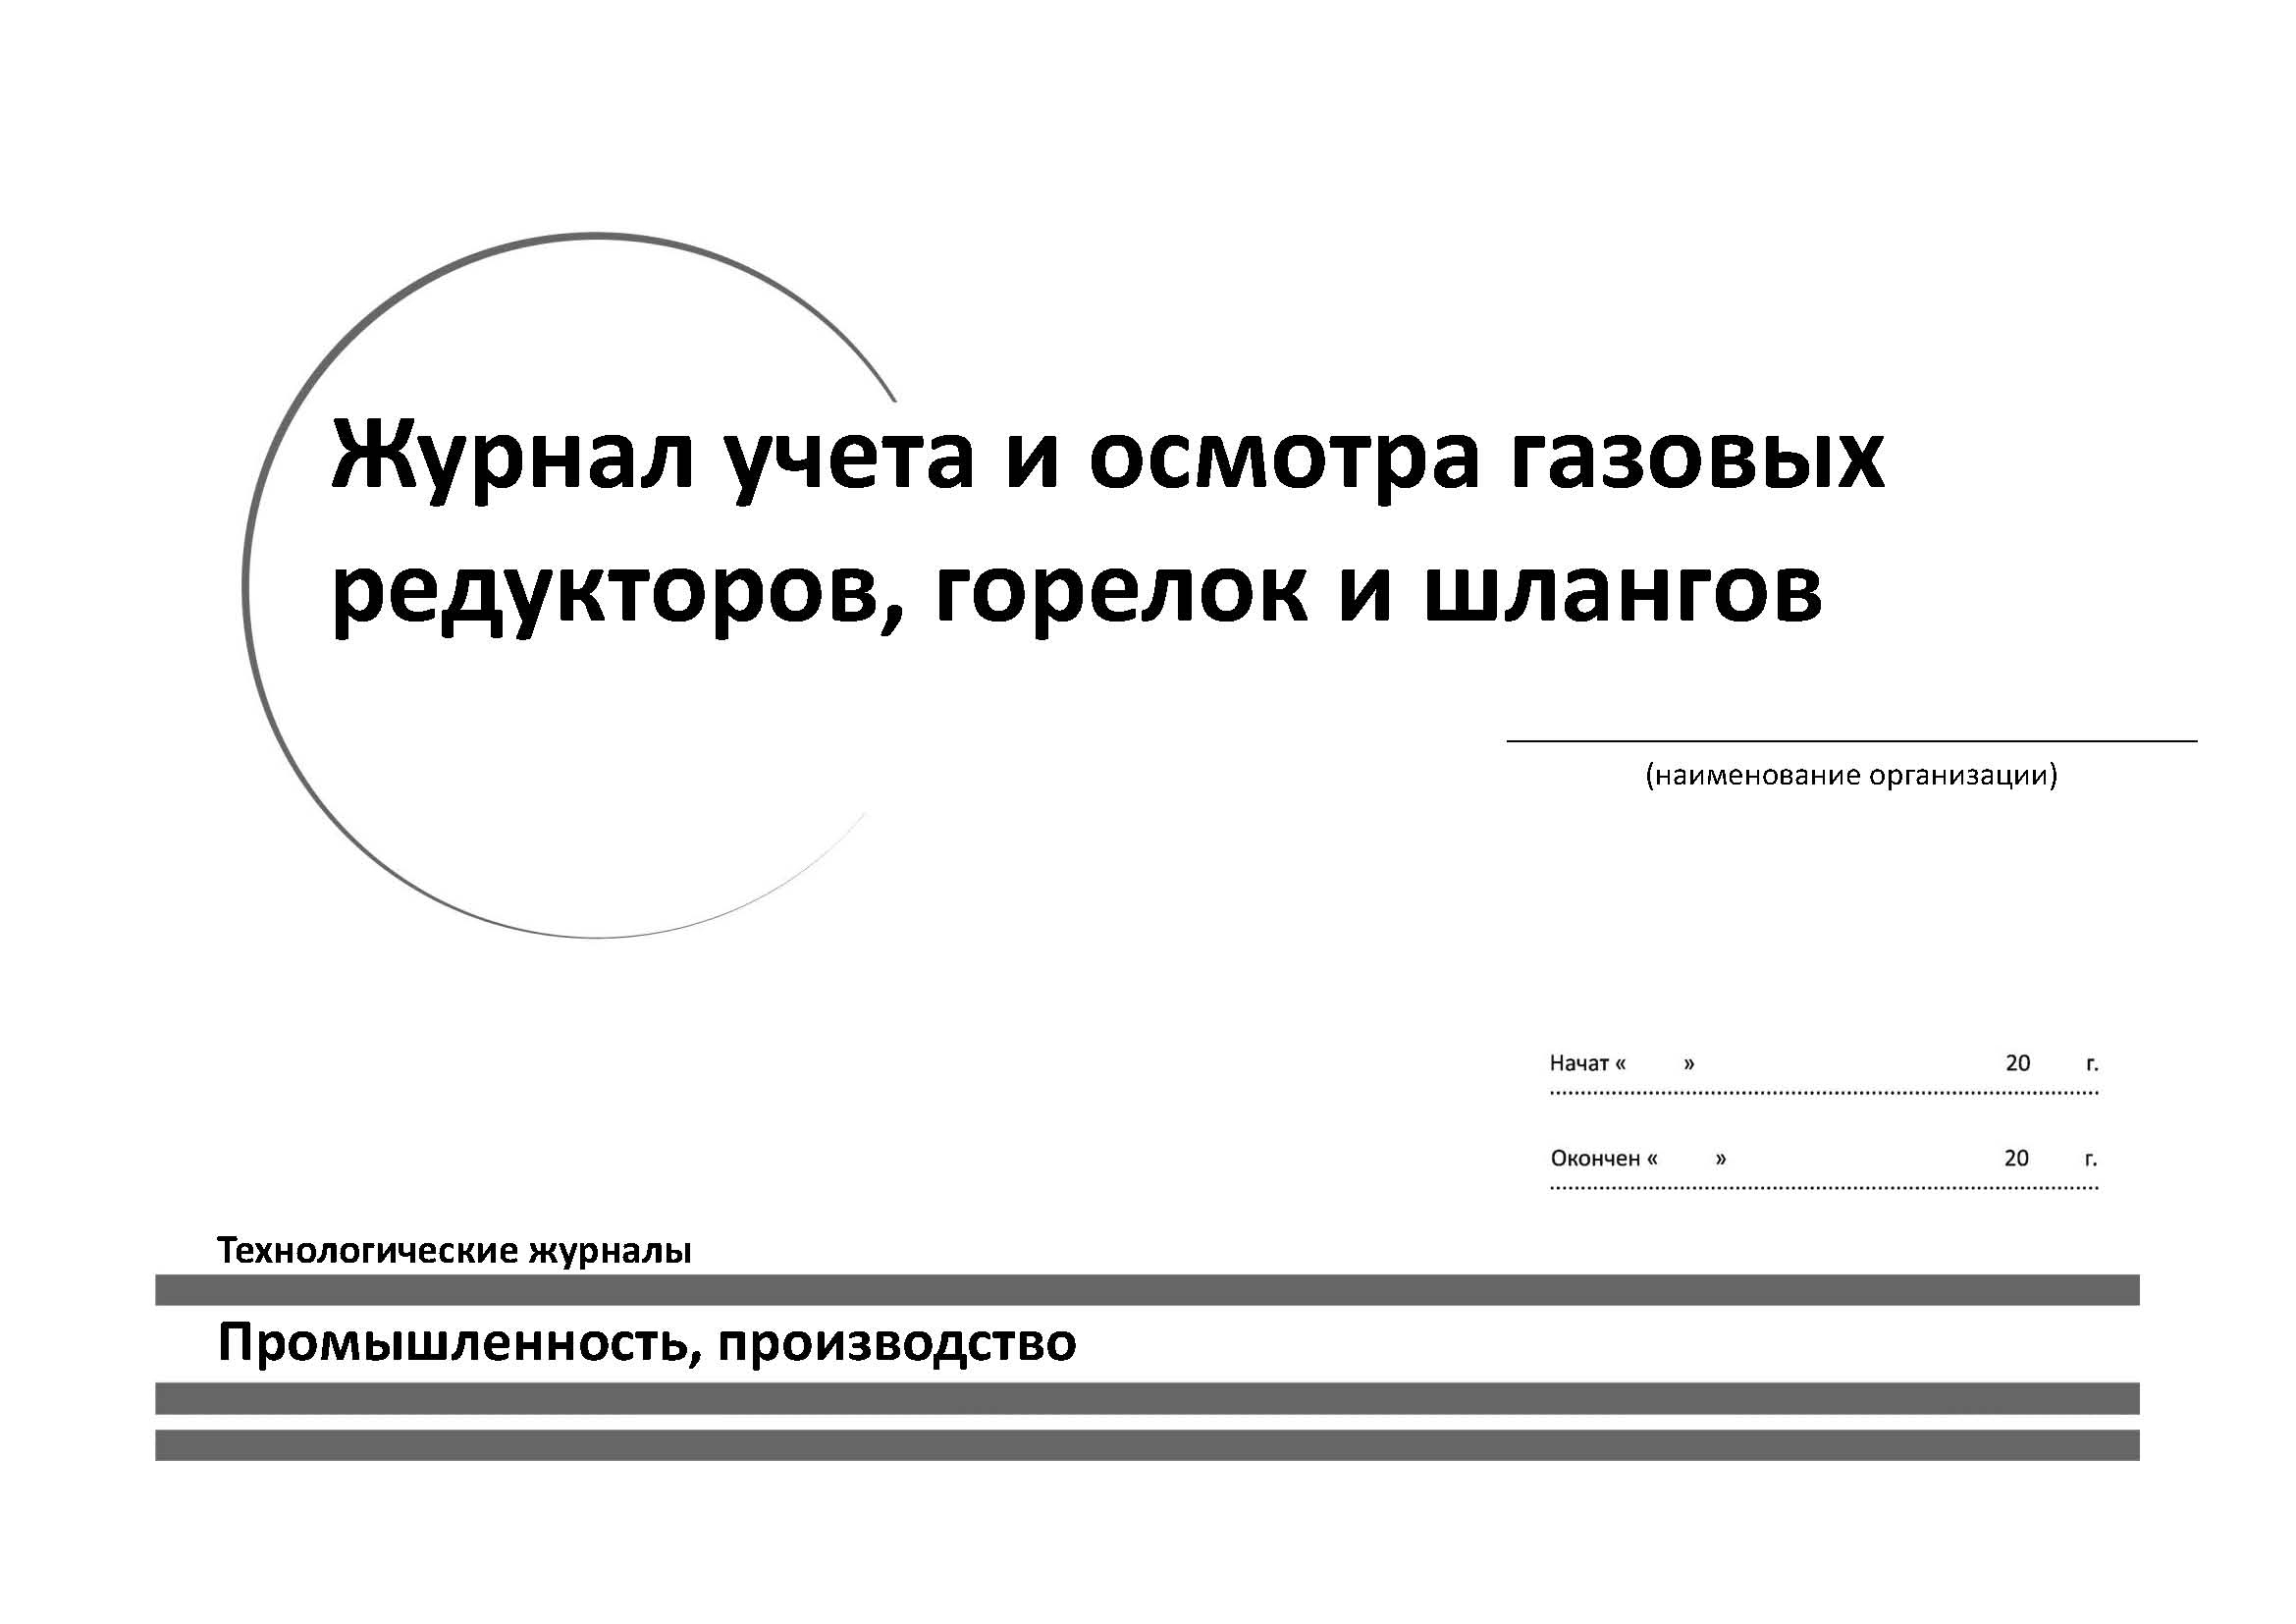 Журнал учета и осмотра газовых
редукторов, горелок и шлангов
(наименование организации)
Начат « » 20 г.
Окончен « » 20 г.
Технологические журналы
Промышленность, производство